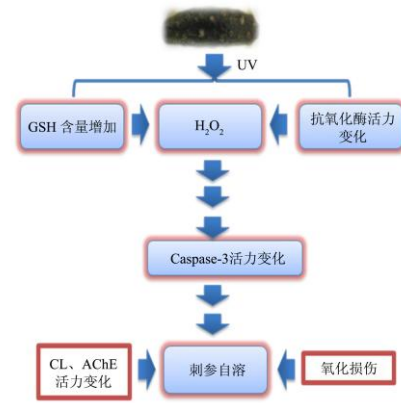 UV
GSH 含量增加
H₂O₂
抗氧化酶活力
变化
Caspase-3活力变化
CL、AChE
活力变化
刺参自溶
氧化损伤